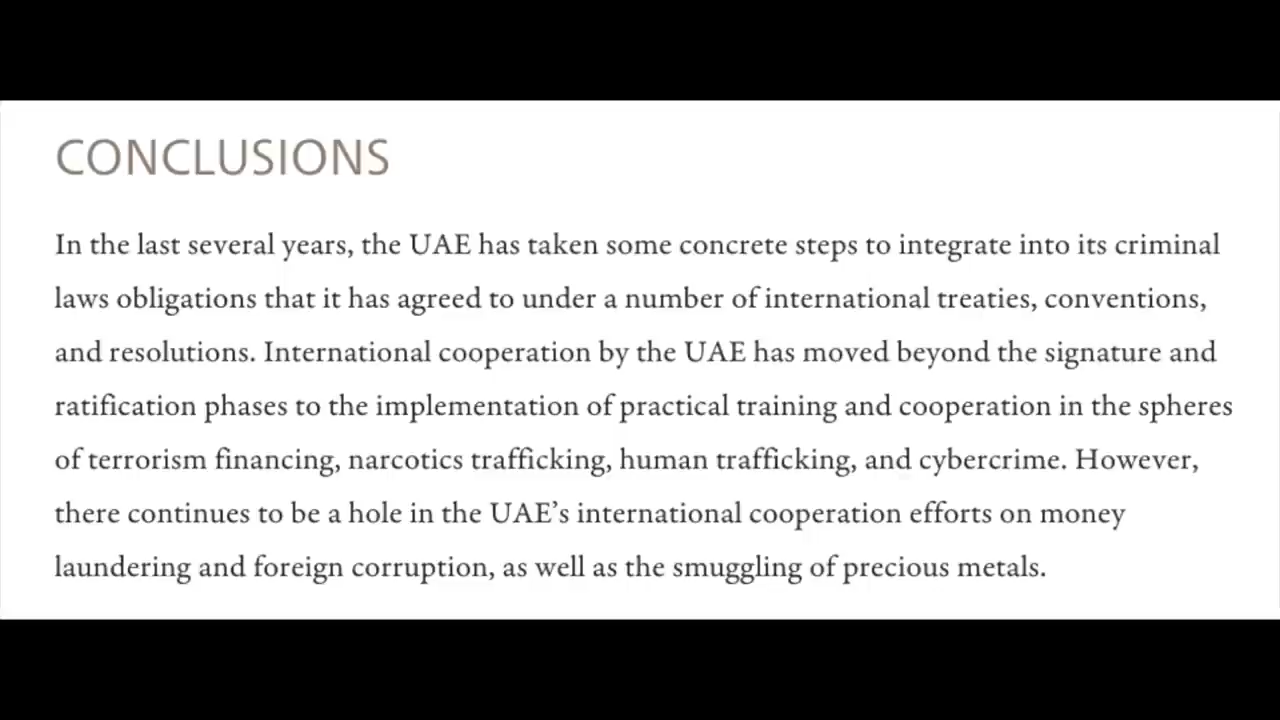 CONCLUSIONS
In the last several years, the UAE has taken some concrete steps to integrate into its criminal
laws obligations that it has agreed to under a number of international treaties, conventions,
and resolutions. International cooperation by the UAE has moved beyond the signature and
ratification phases to the implementation of practical training and cooperation in the spheres
of terrorism financing, narcotics trafficking, human trafficking, and cybercrime. However,
there continues to be a hole in the UAE’s international cooperation efforts on money
laundering and foreign corruption, as well as the smuggling of precious metals.